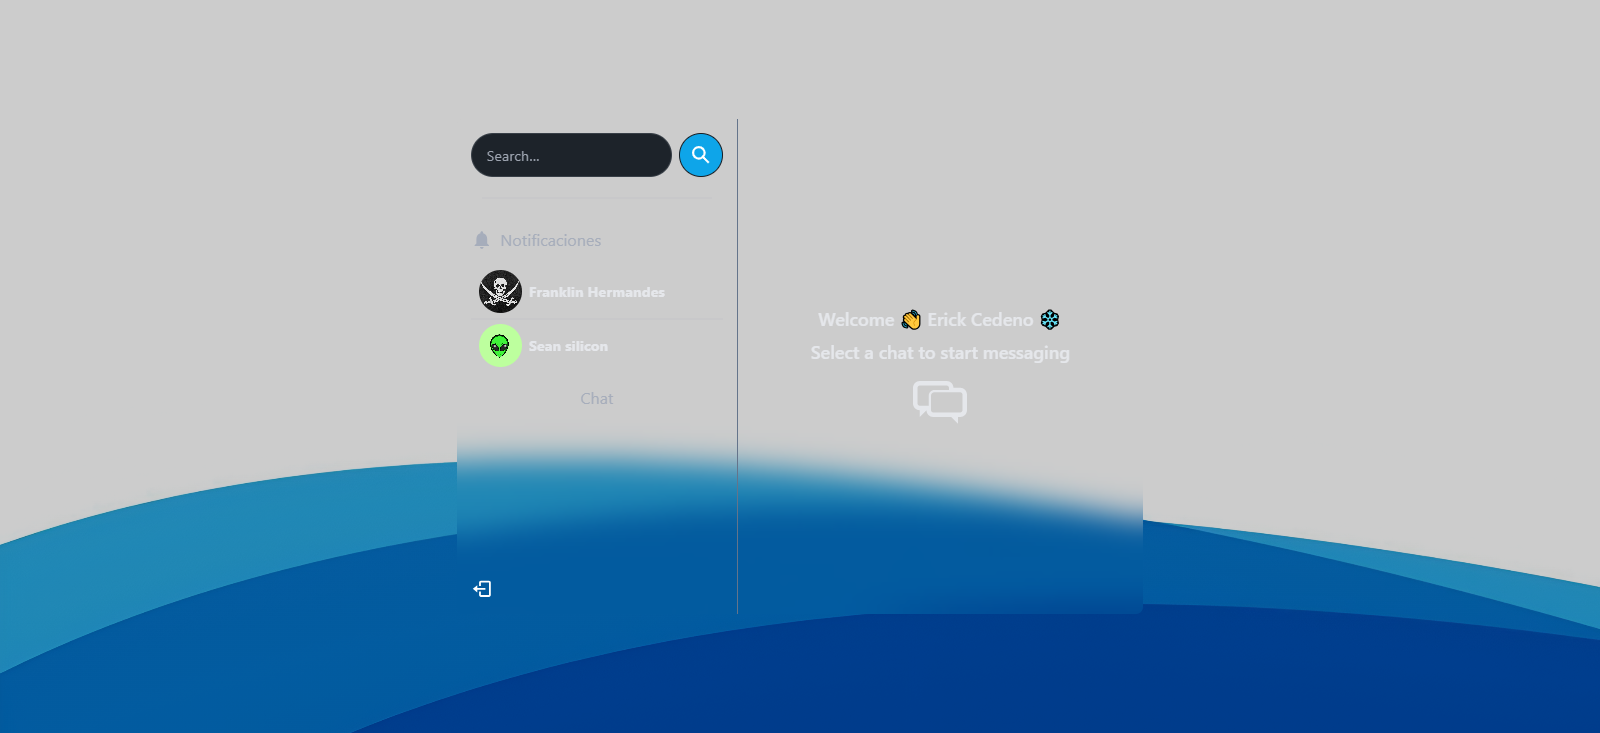 Search...
Notificaciones
Franklin Hermandes
Sean silicon
Chat
Welcome 👋 Erick Cedeno ❄
Select a chat to start messaging